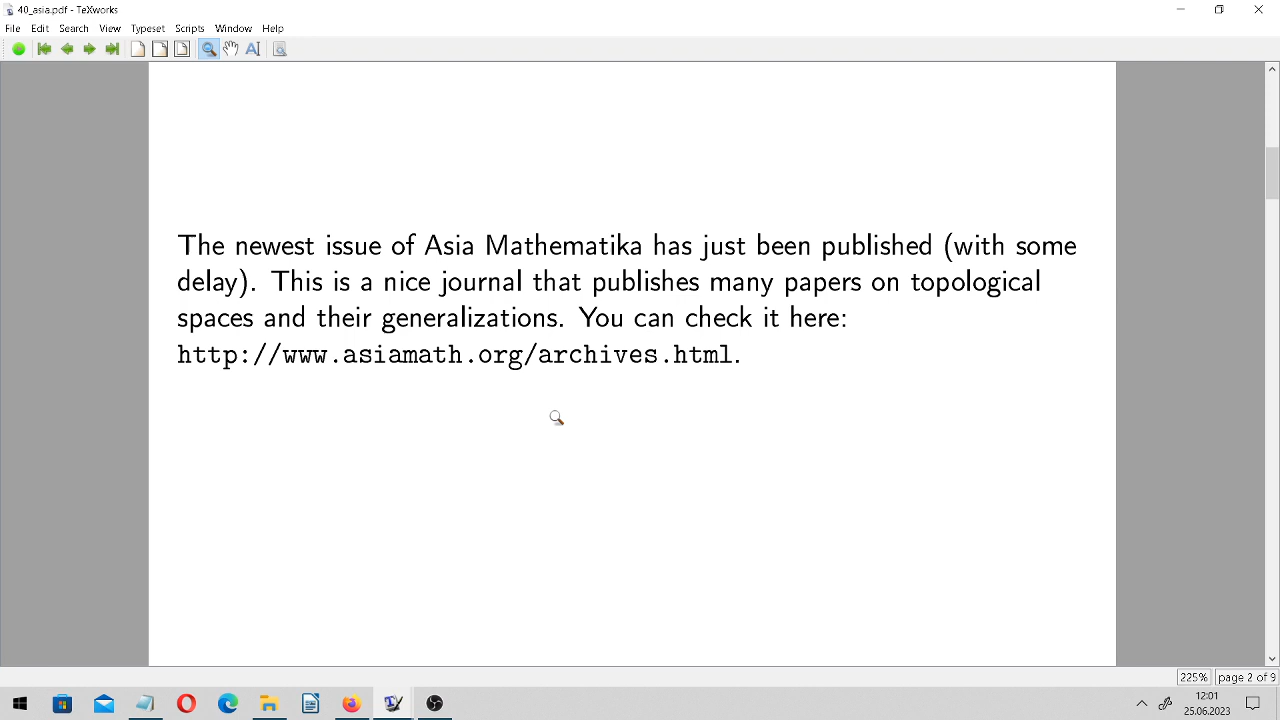 40_asia.pdf - TeXworks
File Edit Search View Typeset Scripts Window Help
The newest issue of Asia Mathematika has just been published (with some
delay). This is a nice journal that publishes many papers on topological
spaces and their generalizations. You can check it here:
http://www.asiamath.org/archives.html.
225% page 2 of 9
12:01
25.06.2023